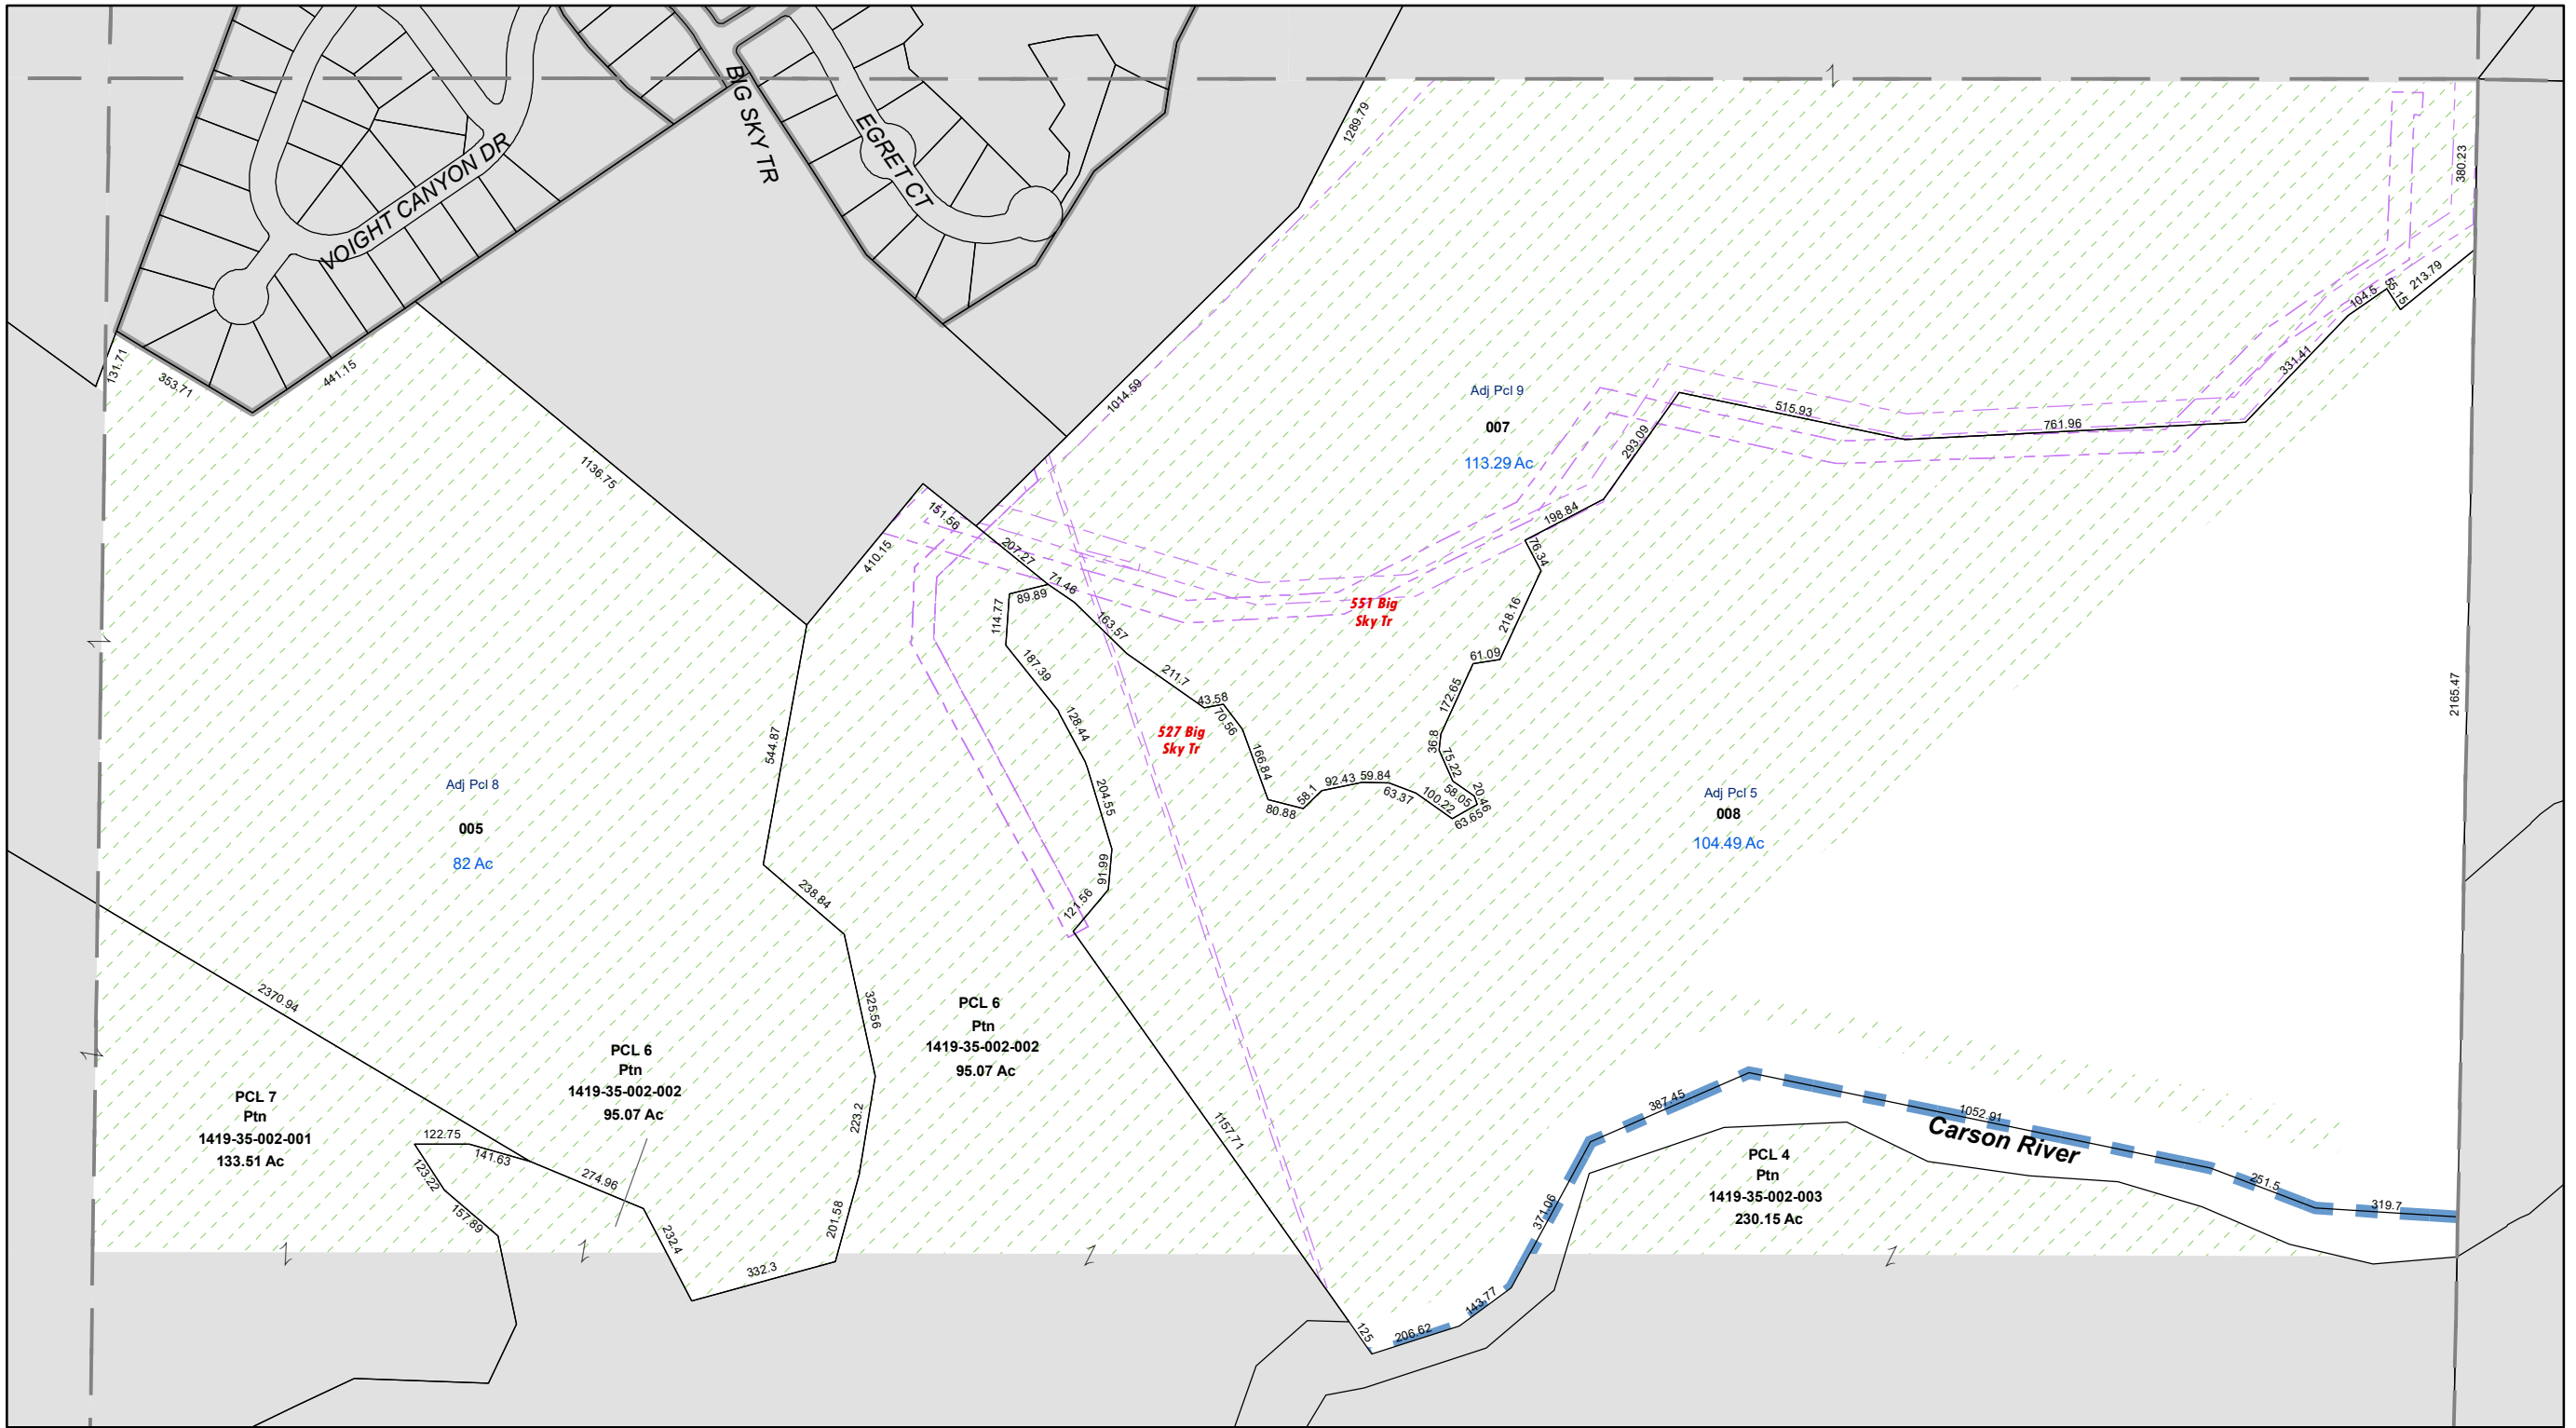 BIG SKY TR
EGRET CT
VOIGHT CANYON DR
1289.79
380.23
213.79
55.15
104.5
331.41
131.71
353.71
441.15
1014.59
Adj Pcl 9
007
113.29 Ac
515.93
761.96
293.09
198.84
76.34
1136.75
151.56
410.15
207.27
71.46
89.89
114.77
163.57
187.39
211.7
43.58
70.56
551 Big
Sky Tr
218.16
61.09
172.65
36.8
75.22
20.46
58.05
63.65
100.22
63.37
59.84
92.43
58.1
80.88
166.84
527 Big
Sky Tr
128.44
204.55
91.99
121.56
544.87
2165.47
Adj Pcl 8
005
82 Ac
Adj Pcl 5
008
104.49 Ac
238.84
325.56
223.2
201.58
332.3
232.4
274.96
2370.94
PCL 6
Ptn
1419-35-002-002
95.07 Ac
PCL 6
Ptn
1419-35-002-002
95.07 Ac
PCL 7
Ptn
1419-35-002-001
133.51 Ac
122.75
141.63
123.22
157.89
1157.71
125
206.62
143.77
371.06
387.45
1052.91
Carson River
251.5
319.7
PCL 4
Ptn
1419-35-002-003
230.15 Ac